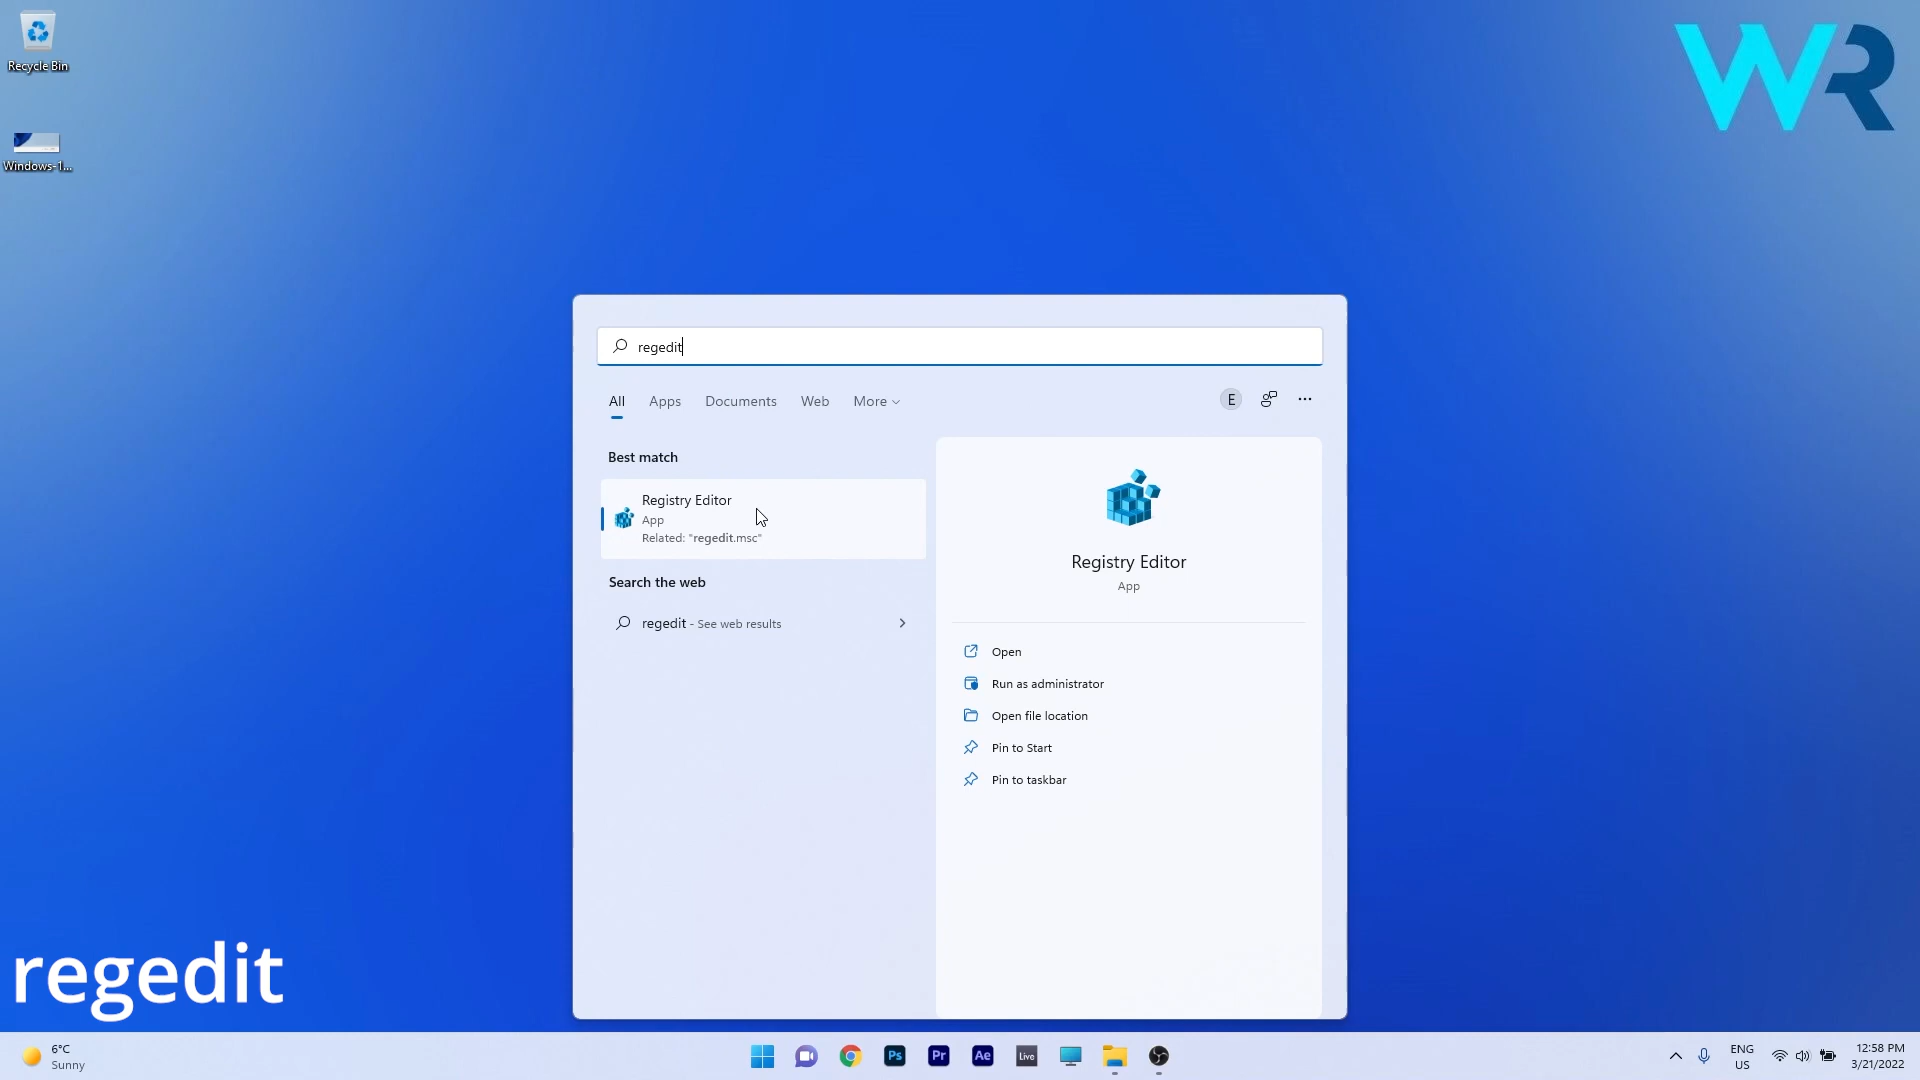 Recycle Bin
Windows-1...
WR
regedit
All Apps Documents Web More
E
Best match
Registry Editor
App
Related: "regedit.msc"
Search the web
regedit - See web results
Registry Editor
App
Open
Run as administrator
Open file location
Pin to Start
Pin to taskbar
regedit
6°C
Sunny
Ps
Pr
Ae
Live
ENG
US
12:58 PM
3/21/2022